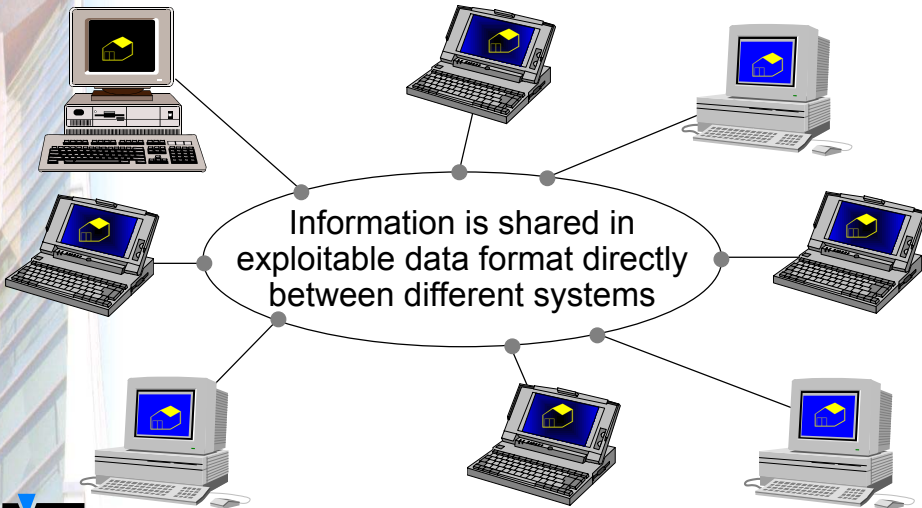 Information is shared in
exploitable data format directly
between different systems